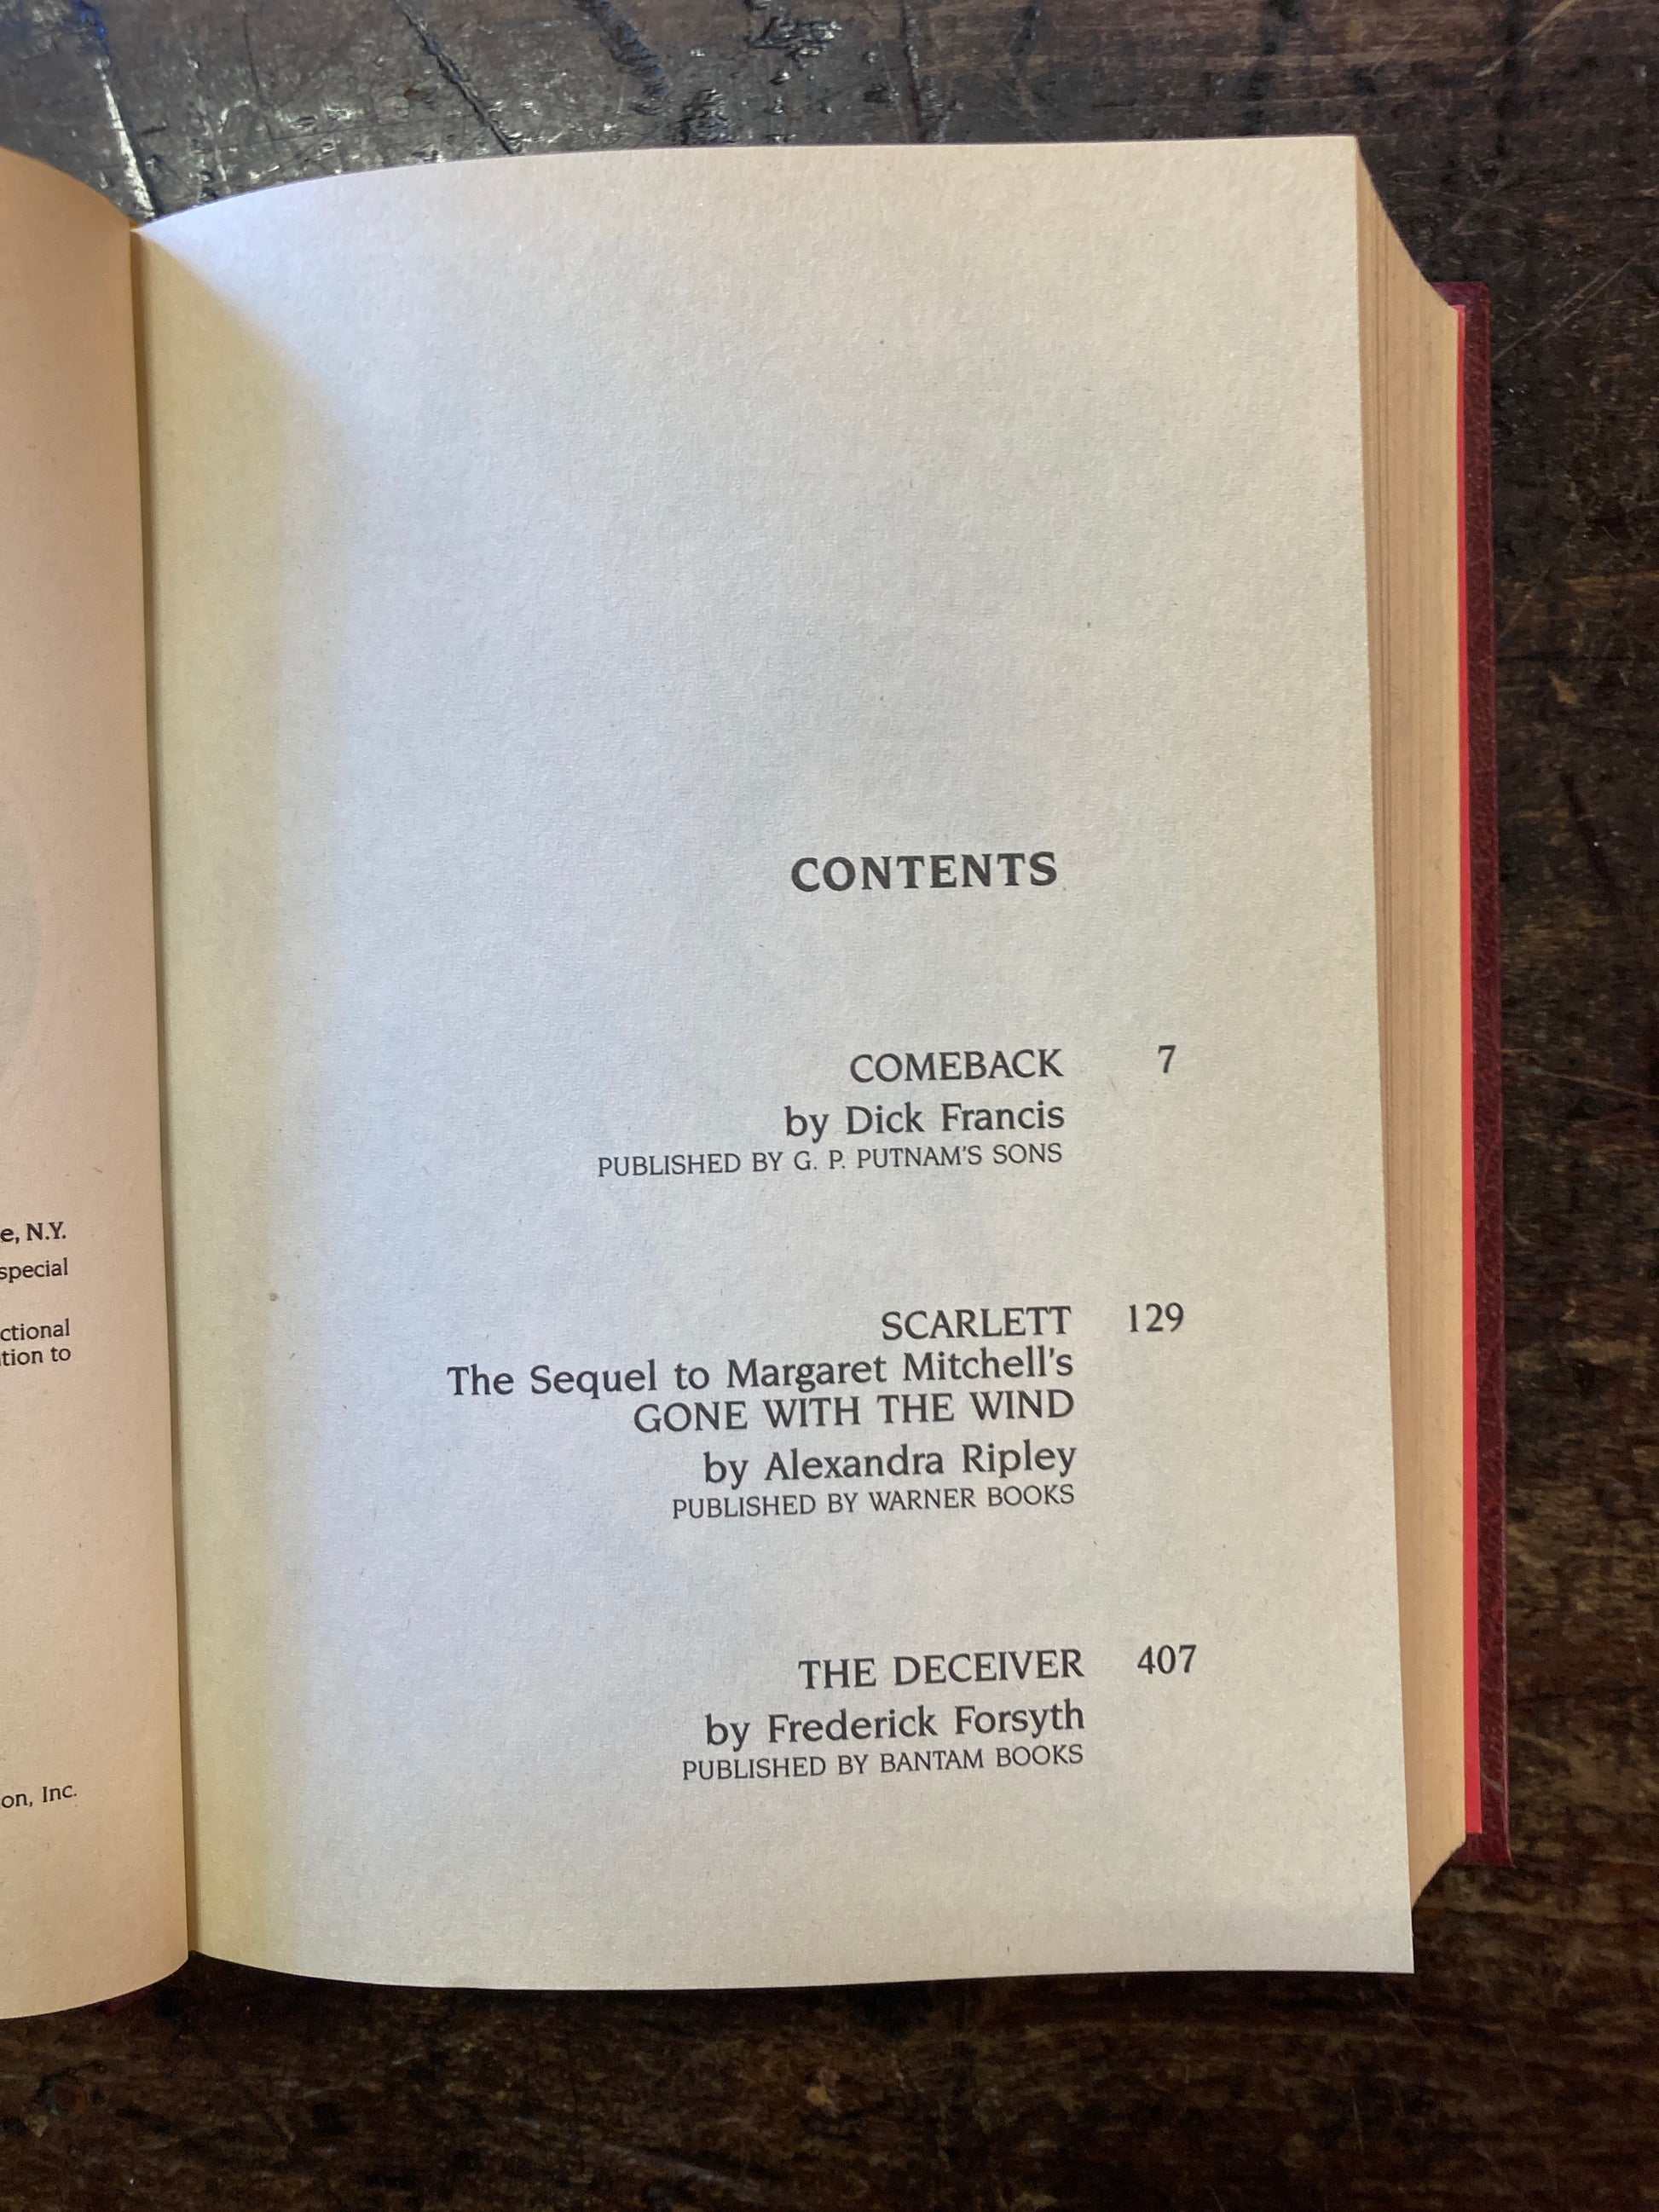 e, N.Y.
special
ctional
tion to
on, Inc.
CONTENTS
COMEBACK 7
by Dick Francis
PUBLISHED BY G. P. PUTNAM'S SONS
SCARLETT 129
The Sequel to Margaret Mitchell's
GONE WITH THE WIND
by Alexandra Ripley
PUBLISHED BY WARNER BOOKS
THE DECEIVER 407
by Frederick Forsyth
PUBLISHED BY BANTAM BOOKS